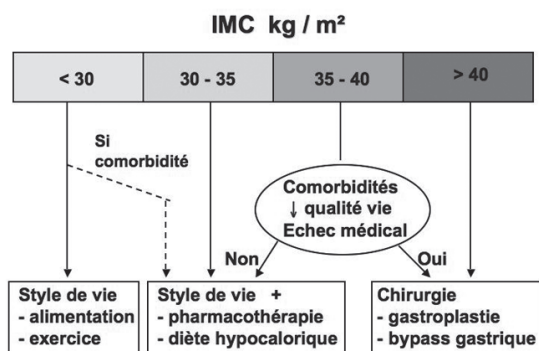 IMC kg / m²
< 30
30 - 35
35 - 40
> 40
Si
comorbidité
Comorbidités
↓ qualité vie
Echec médical
Non
Oui
Style de vie
- alimentation
- exercice
Style de vie +
- pharmacothérapie
- diète hypocalorique
Chirurgie
- gastroplastie
- bypass gastrique